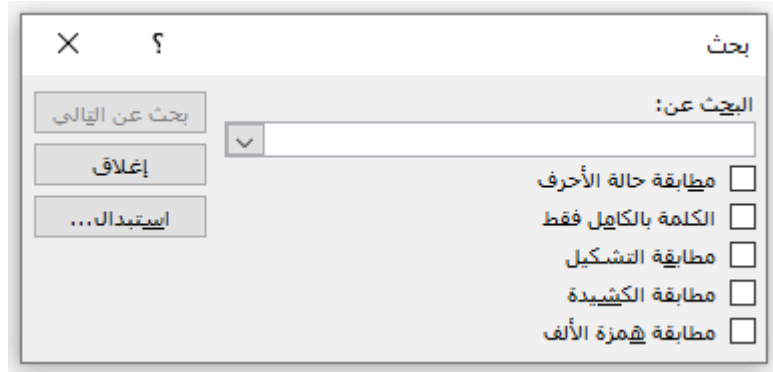 بحث ؟
البحث عن:
بحث عن التالي
إغلاق
استبدال...
مطابقة حالة الأحرف
الكلمة بالكامل فقط
مطابقة التشكيل
مطابقة الكشيدة
مطابقة همزة الألف